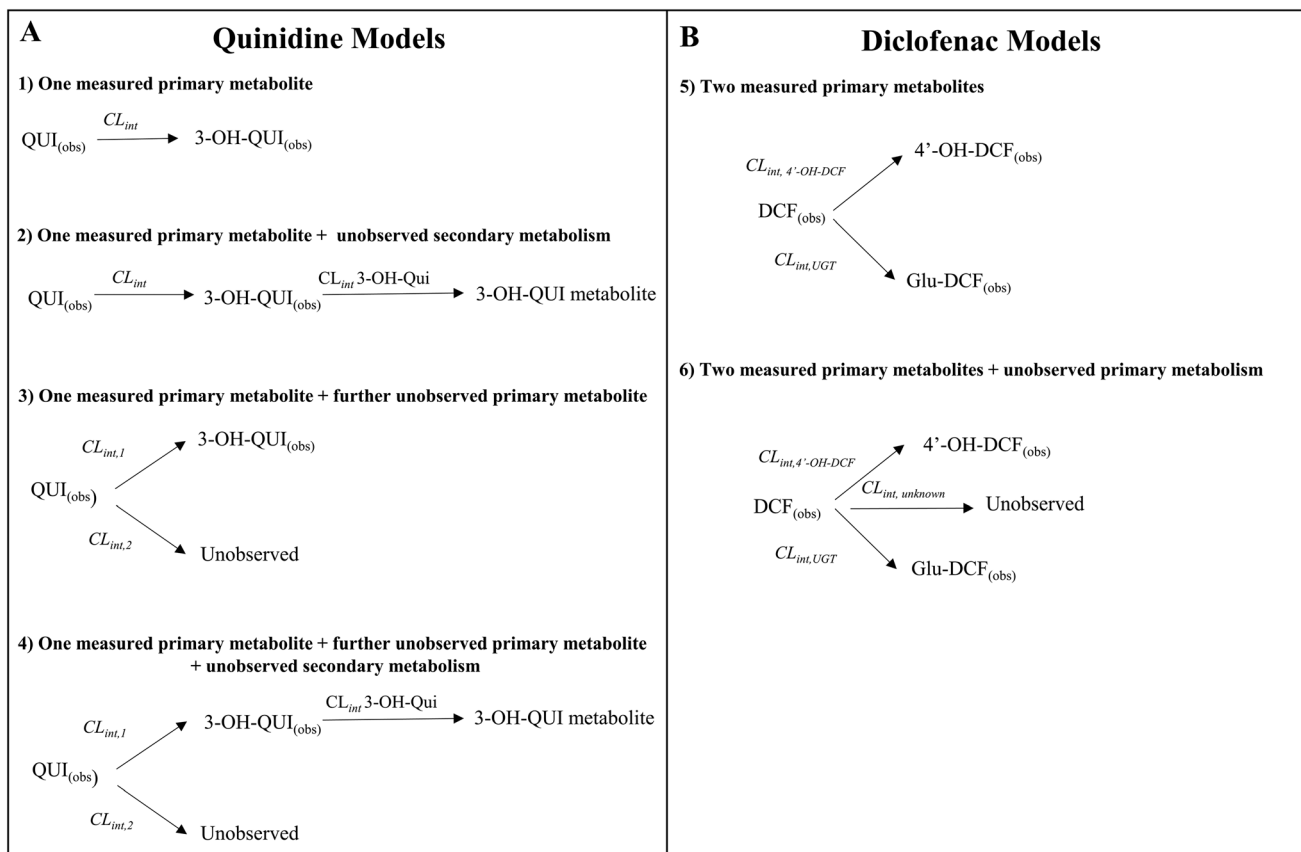 A
Quinidine Models
1) One measured primary metabolite
CLint
QUI(obs) 3-OH-QUI(obs)
2) One measured primary metabolite + unobserved secondary metabolism
CLint CLint 3-OH-Qui
QUI(obs) 3-OH-QUI(obs) 3-OH-QUI metabolite
3) One measured primary metabolite + further unobserved primary metabolite
3-OH-QUI(obs)
CLint,1
QUI(obs)
CLint,2
Unobserved
4) One measured primary metabolite + further unobserved primary metabolite
+ unobserved secondary metabolism
CLint 3-OH-Qui
3-OH-QUI(obs) 3-OH-QUI metabolite
CLint,1
QUI(obs)
CLint,2
Unobserved
B
Diclofenac Models
5) Two measured primary metabolites
4’-OH-DCF(obs)
CLint, 4’-OH-DCF
DCF(obs)
CLint,UGT
Glu-DCF(obs)
6) Two measured primary metabolites + unobserved primary metabolism
4’-OH-DCF(obs)
CLint,4’-OH-DCF
CLint, unknown
DCF(obs) Unobserved
CLint,UGT
Glu-DCF(obs)